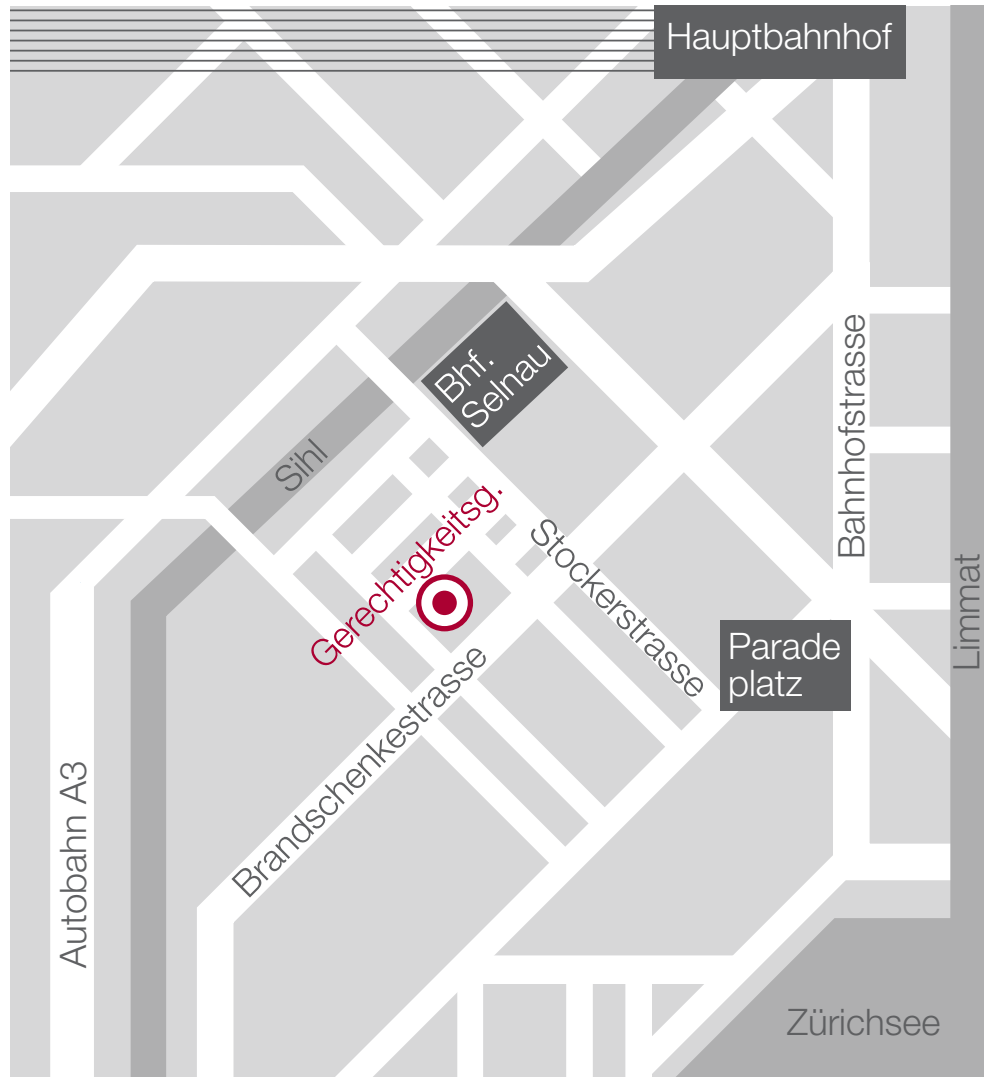 Hauptbahnhof
Bhf.
Selnau
Bahnhofstrasse
Sihl
Gerechtigkeitsg.
Stockerstrasse
Limmat
Parade
platz
Brandschenkestrasse
Autobahn A3
Zürichsee